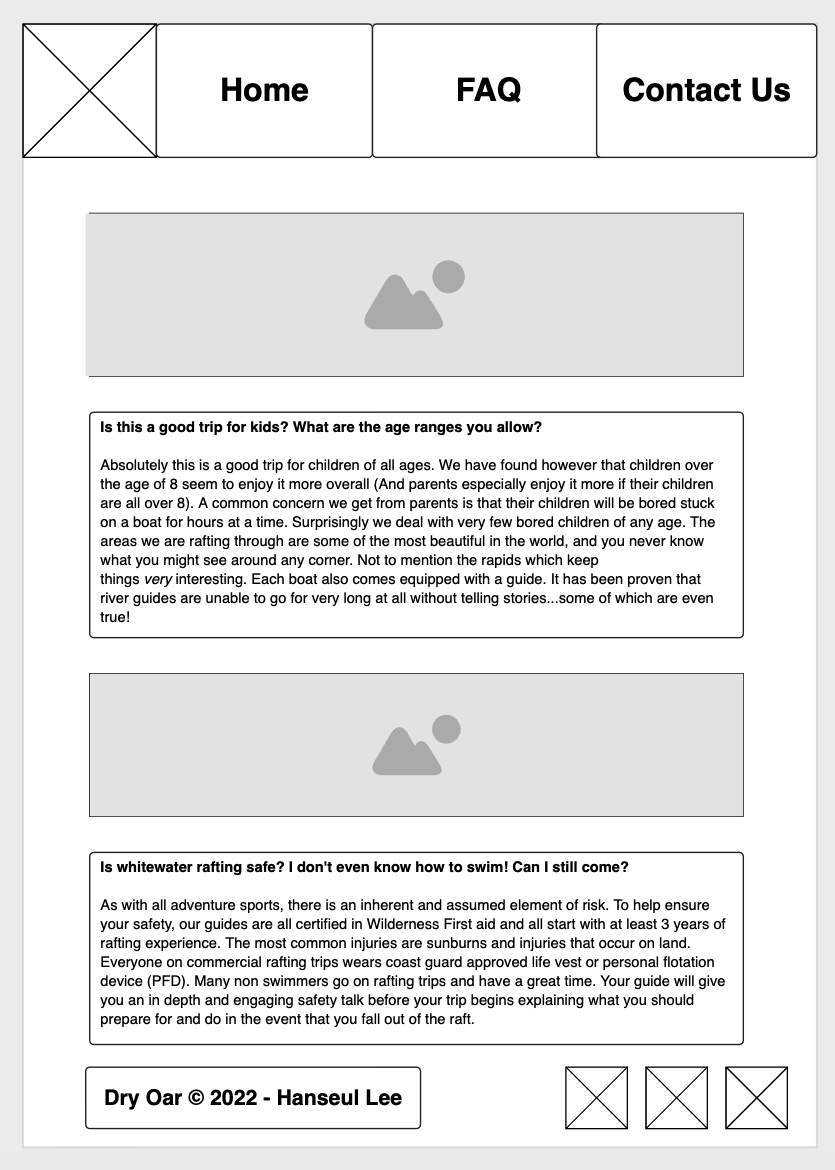 Home
FAQ
Contact Us
Is this a good trip for kids? What are the age ranges you allow?
Absolutely this is a good trip for children of all ages. We have found however that children over
the age of 8 seem to enjoy it more overall (And parents especially enjoy it more if their children
are all over 8). A common concern we get from parents is that their children will be bored stuck
on a boat for hours at a time. Surprisingly we deal with very few bored children of any age. The
areas we are rafting through are some of the most beautiful in the world, and you never know
what you might see around any corner. Not to mention the rapids which keep
things very interesting. Each boat also comes equipped with a guide. It has been proven that
river guides are unable to go for very long at all without telling stories...some of which are even
true!
Is whitewater rafting safe? I don't even know how to swim! Can I still come?
As with all adventure sports, there is an inherent and assumed element of risk. To help ensure
your safety, our guides are all certified in Wilderness First aid and all start with at least 3 years of
rafting experience. The most common injuries are sunburns and injuries that occur on land.
Everyone on commercial rafting trips wears coast guard approved life vest or personal flotation
device (PFD). Many non swimmers go on rafting trips and have a great time. Your guide will give
you an in depth and engaging safety talk before your trip begins explaining what you should
prepare for and do in the event that you fall out of the raft.
Dry Oar © 2022 - Hanseul Lee